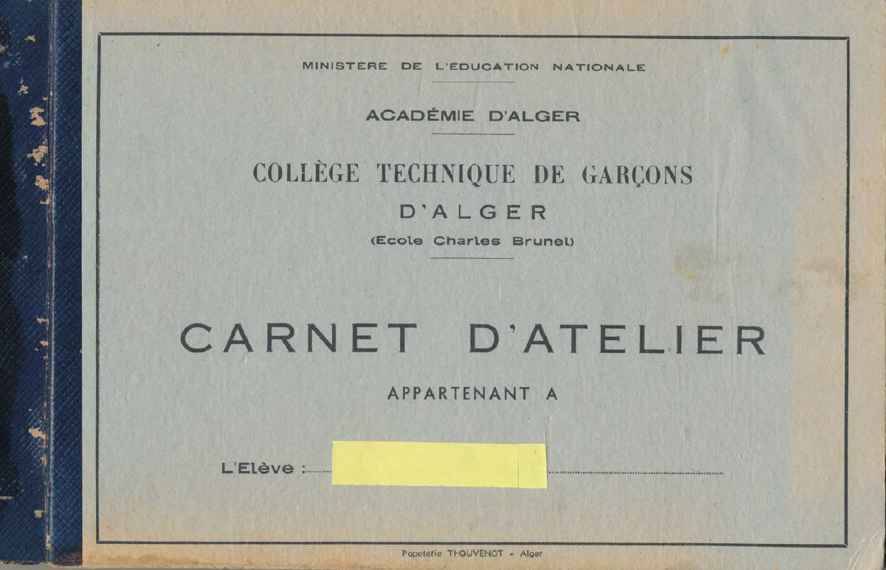 MINISTERE DE L'EDUCATION NATIONALE
ACADÉMIE D'ALGER
COLLÈGE TECHNIQUE DE GARÇONS
D'ALGER
(Ecole Charles Brunel)
CARNET D'ATELIER
APPARTENANT A
L'Elève :
Papeterie THOUVENOT - Alger